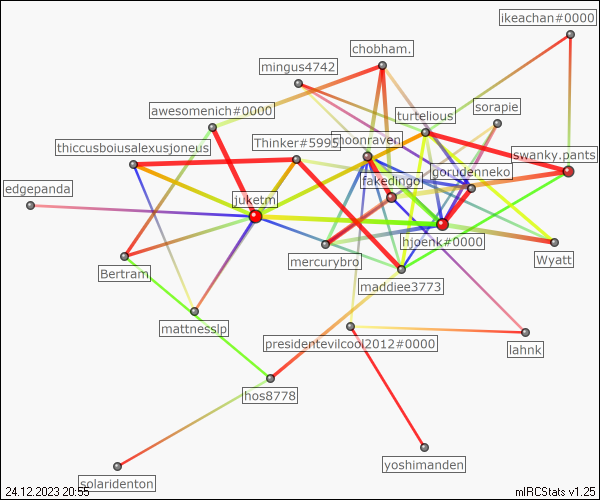 ikeachan#0000
chobham.
mingus4742
sorapie
awesomenich#0000
turtelious
Thinker#5995
moonraven
thiccusboiusalexusjoneus
swanky.pants
gorudenneko
fakedingo
edgepanda
juketm
hjoenk#0000
Wyatt
mercurybro
Bertram
maddiee3773
mattnesslp
presidentevilcool2012#0000
lahnk
hos8778
yoshimanden
solaridenton
24.12.2023 20:55
mIRCStats v1.25